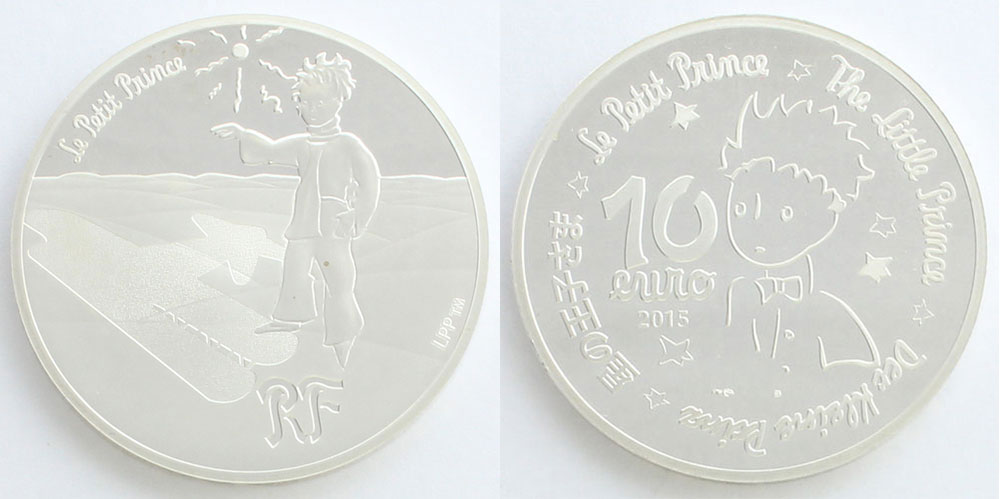 Le Petit Prince
LPP™
RF
Le Petit Prince
The Little Prince
Der Kleine Prinz
星の王子さま
10
euro
2015